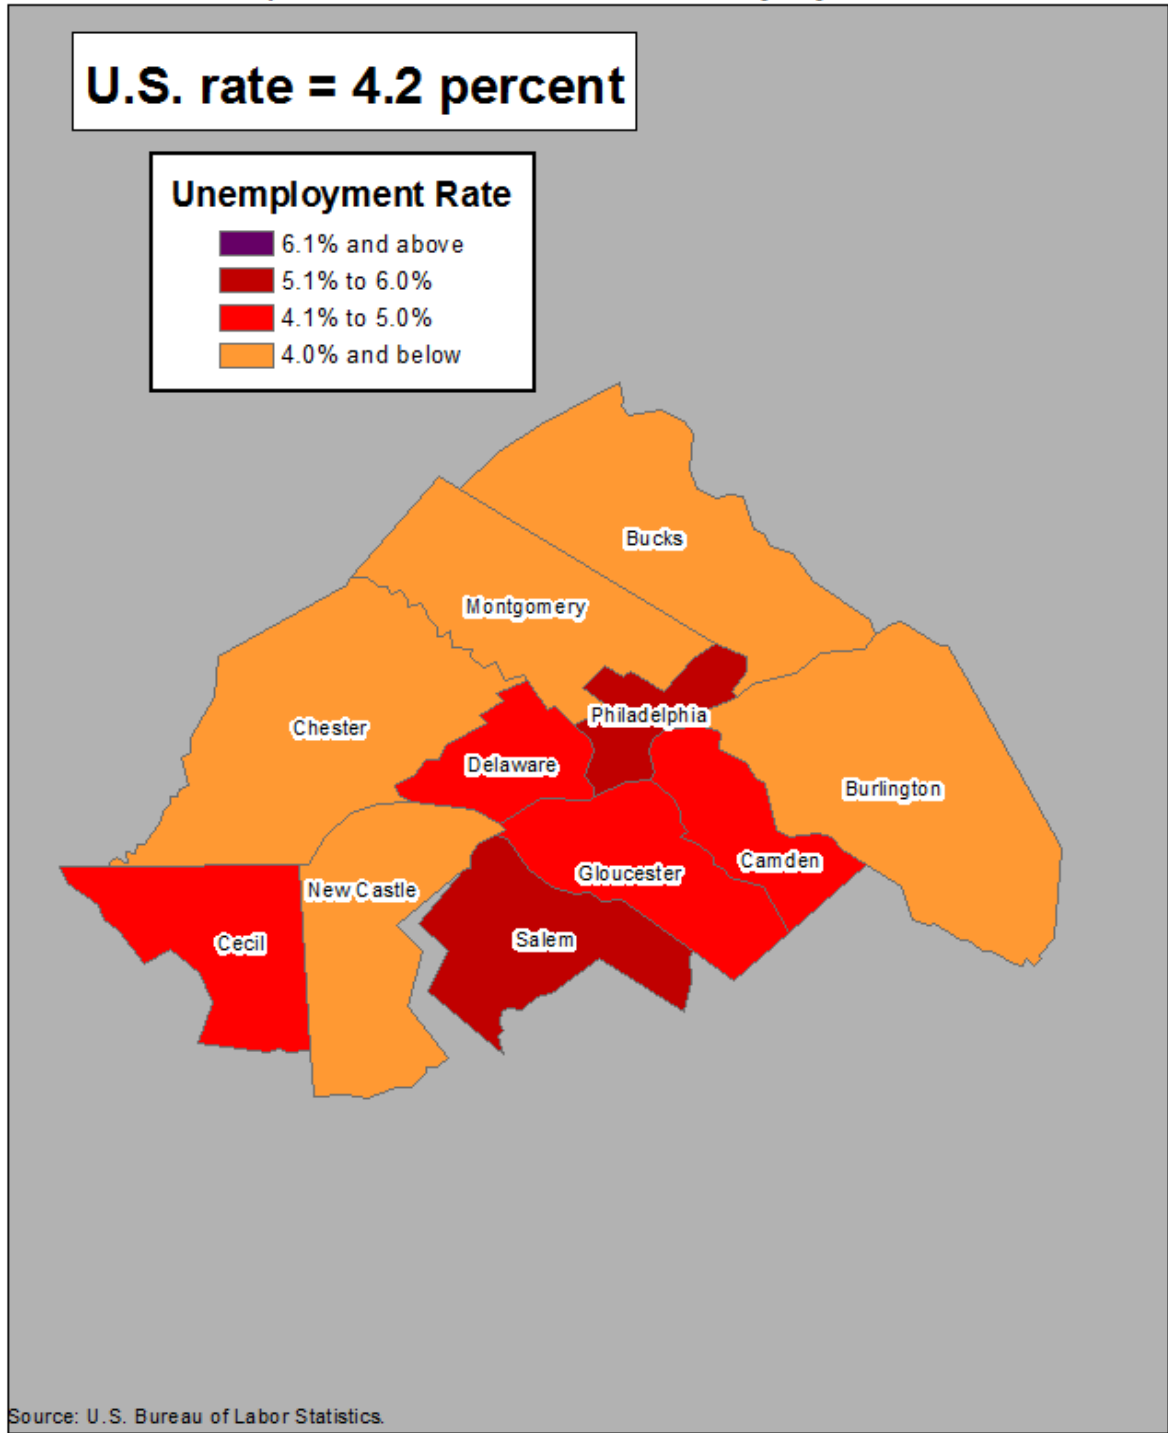 U.S. rate = 4.2 percent
Unemployment Rate
6.1% and above
5.1% to 6.0%
4.1% to 5.0%
4.0% and below
Bucks
Montgomery
Philadelphia
Chester
Delaware
Burlington
Camden
Gloucester
New Castle
Salem
Cecil
Source: U.S. Bureau of Labor Statistics.